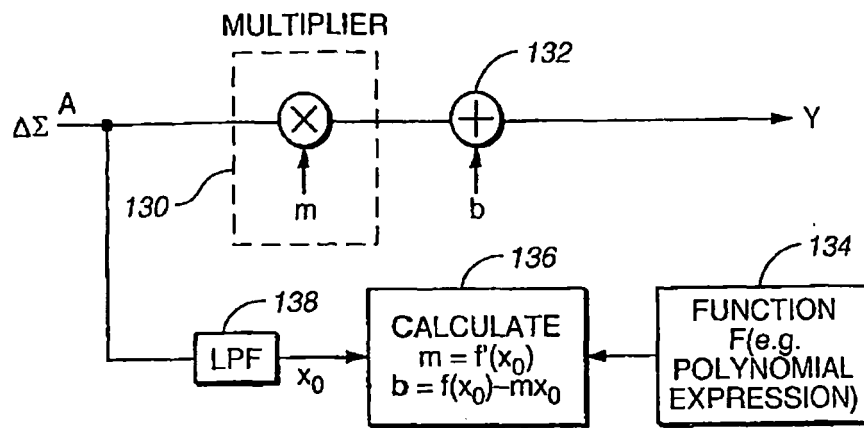 MULTIPLIER
132
A
ΔΣ
Y
130
m
b
136
134
138
LPF
x₀
CALCULATE
m = f'(x₀)
b = f(x₀)–mx₀
FUNCTION
F(e.g.
POLYNOMIAL
EXPRESSION)